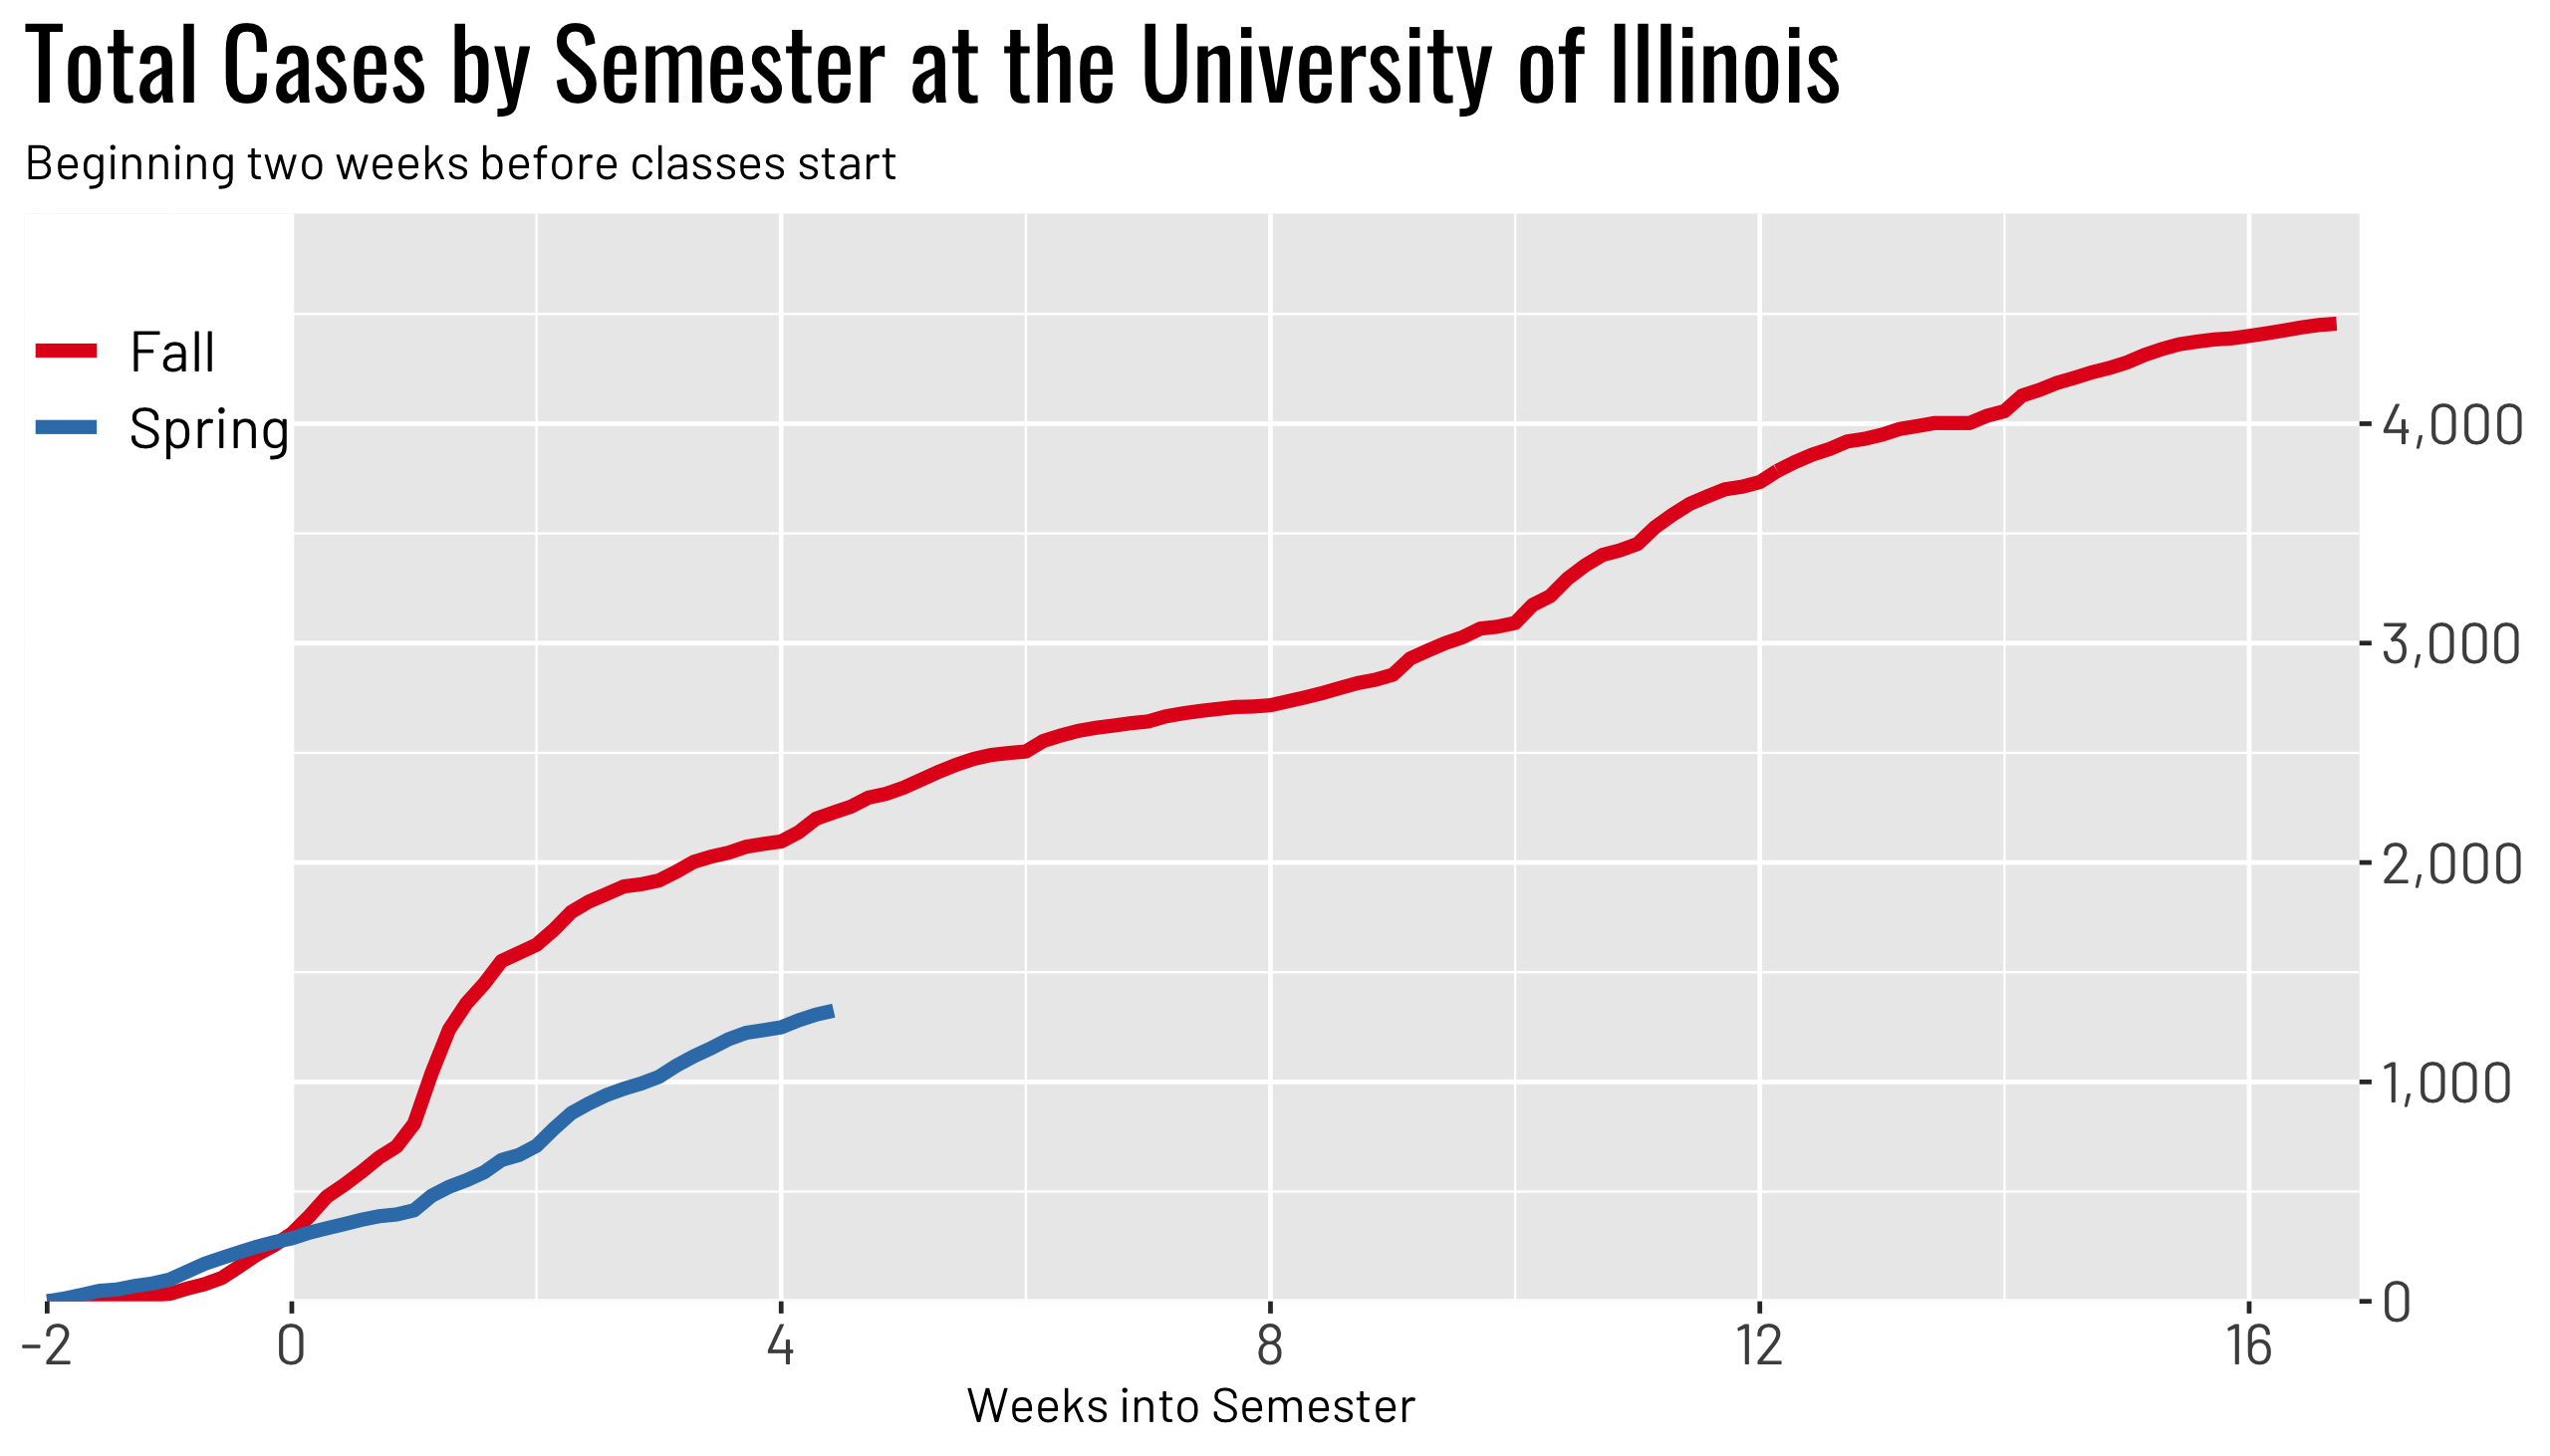 Total Cases by Semester at the University of Illinois
Beginning two weeks before classes start
Fall
Spring
4,000
3,000
2,000
1,000
0
-2 0 4 8 12 16
Weeks into Semester